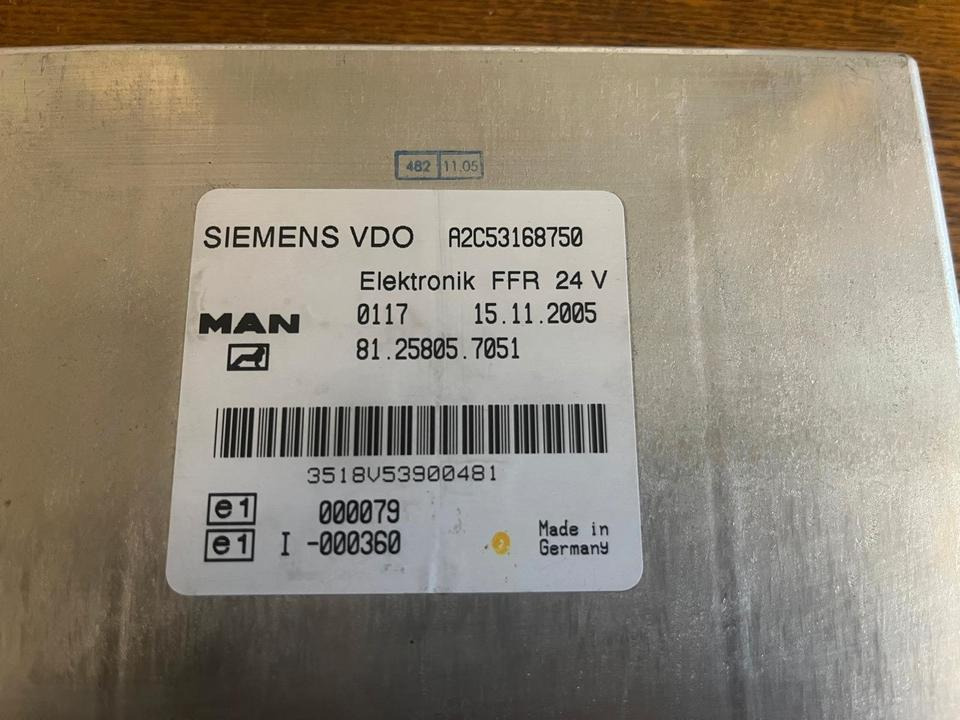 482 11.05
SIEMENS VDO A2C53168750
Elektronik FFR 24 V
MAN 0117 15.11.2005
81.25805.7051
3518V53900481
e1 000079
e1 I -000360
Made in
Germany